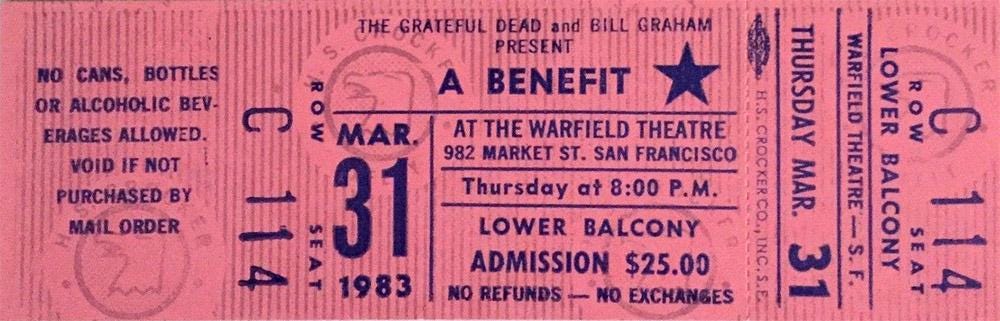 NO CANS, BOTTLES
OR ALCOHOLIC BEV-
ERAGES ALLOWED.
VOID IF NOT
PURCHASED BY
MAIL ORDER
ROW C
SEAT 114
THE GRATEFUL DEAD and BILL GRAHAM
PRESENT
A BENEFIT
MAR.
31
1983
AT THE WARFIELD THEATRE
982 MARKET ST. SAN FRANCISCO
Thursday at 8:00 P.M.
LOWER BALCONY
ADMISSION $25.00
NO REFUNDS — NO EXCHANGES
H.S. CROCKER CO., INC. S.F.
THURSDAY MAR. 31
WARFIELD THEATRE — S. F.
LOWER BALCONY
ROW C
SEAT 114
H. S. CROCKER